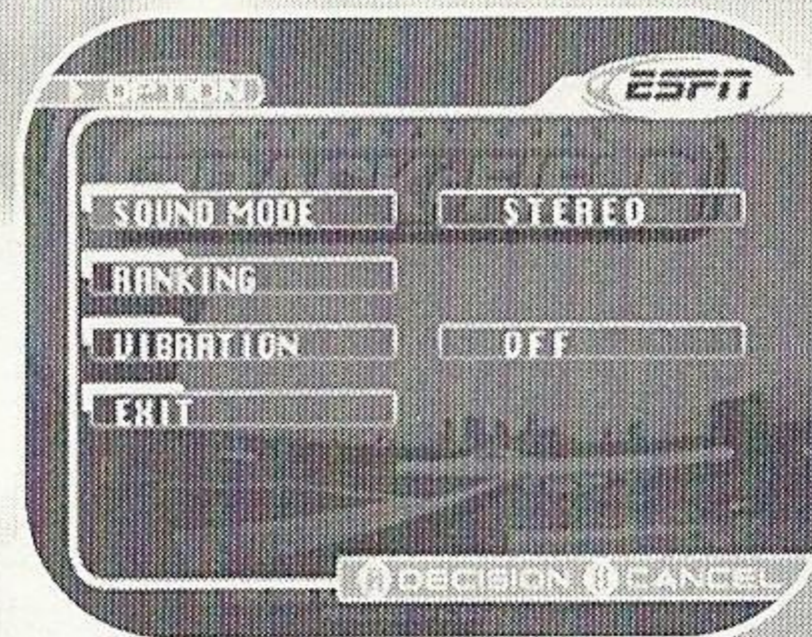 OPTION
ESPN
SOUND MODE STEREO
RANKING
VIBRATION OFF
EXIT
DECISION CANCEL